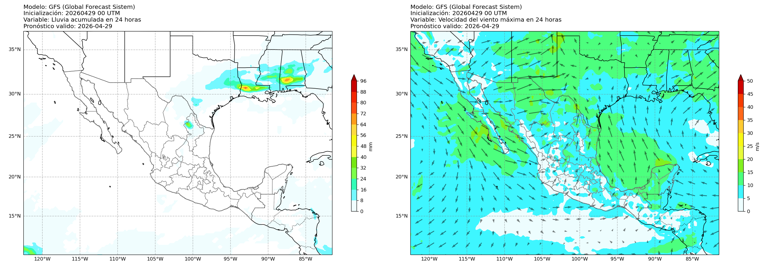 Modelo: GFS (Global Forecast Sistem)
Inicialización: 20260429 00 UTM
Variable: Lluvia acumulada en 24 horas
Pronóstico valido: 2026-04-29
35°N
30°N
25°N
20°N
15°N
120°W
115°W
110°W
105°W
100°W
95°W
90°W
85°W
96
88
80
72
64
56
48
40
32
24
16
8
0
mm
Modelo: GFS (Global Forecast Sistem)
Inicialización: 20260429 00 UTM
Variable: Velocidad del viento máxima en 24 horas
Pronóstico valido: 2026-04-29
35°N
30°N
25°N
20°N
15°N
120°W
115°W
110°W
105°W
100°W
95°W
90°W
85°W
50
45
40
35
30
25
20
15
10
5
0